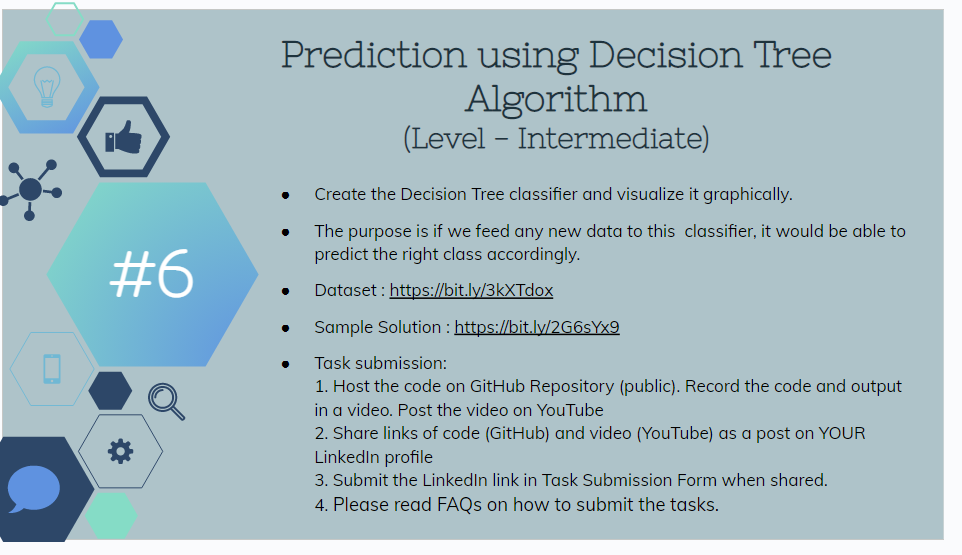 Prediction using Decision Tree
Algorithm
(Level – Intermediate)
● Create the Decision Tree classifier and visualize it graphically.
● The purpose is if we feed any new data to this  classifier, it would be able to
predict the right class accordingly.
● Dataset : https://bit.ly/3kXTdox
● Sample Solution : https://bit.ly/2G6sYx9
● Task submission:
1. Host the code on GitHub Repository (public). Record the code and output
in a video. Post the video on YouTube
2. Share links of code (GitHub) and video (YouTube) as a post on YOUR
LinkedIn profile
3. Submit the LinkedIn link in Task Submission Form when shared.
4. Please read FAQs on how to submit the tasks.
#6